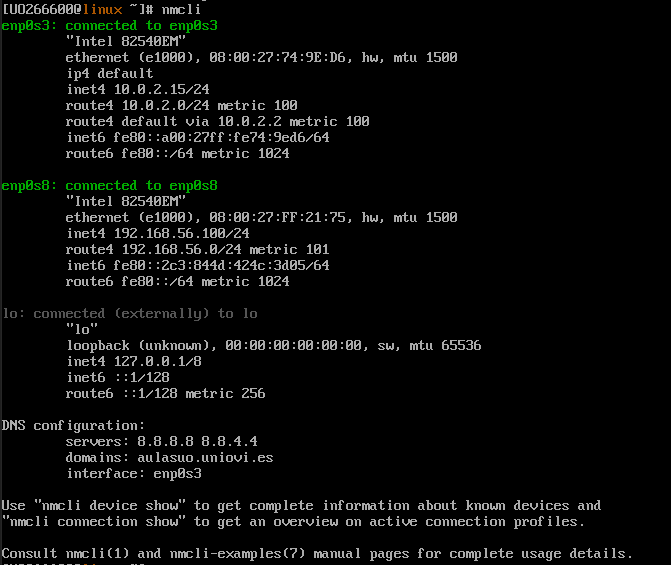 [UO266600@linux ~]# nmcli
enp0s3: connected to enp0s3
"Intel 82540EM"
ethernet (e1000), 08:00:27:74:9E:D6, hw, mtu 1500
ip4 default
inet4 10.0.2.15/24
route4 10.0.2.0/24 metric 100
route4 default via 10.0.2.2 metric 100
inet6 fe80::a00:27ff:fe74:9ed6/64
route6 fe80::/64 metric 1024
enp0s8: connected to enp0s8
"Intel 82540EM"
ethernet (e1000), 08:00:27:FF:21:75, hw, mtu 1500
inet4 192.168.56.100/24
route4 192.168.56.0/24 metric 101
inet6 fe80::2c3:844d:424c:3d05/64
route6 fe80::/64 metric 1024
lo: connected (externally) to lo
"lo"
loopback (unknown), 00:00:00:00:00:00, sw, mtu 65536
inet4 127.0.0.1/8
inet6 ::1/128
route6 ::1/128 metric 256
DNS configuration:
servers: 8.8.8.8 8.8.4.4
domains: aulasuo.uniovi.es
interface: enp0s3
Use "nmcli device show" to get complete information about known devices and
"nmcli connection show" to get an overview on active connection profiles.
Consult nmcli(1) and nmcli-examples(7) manual pages for complete usage details.